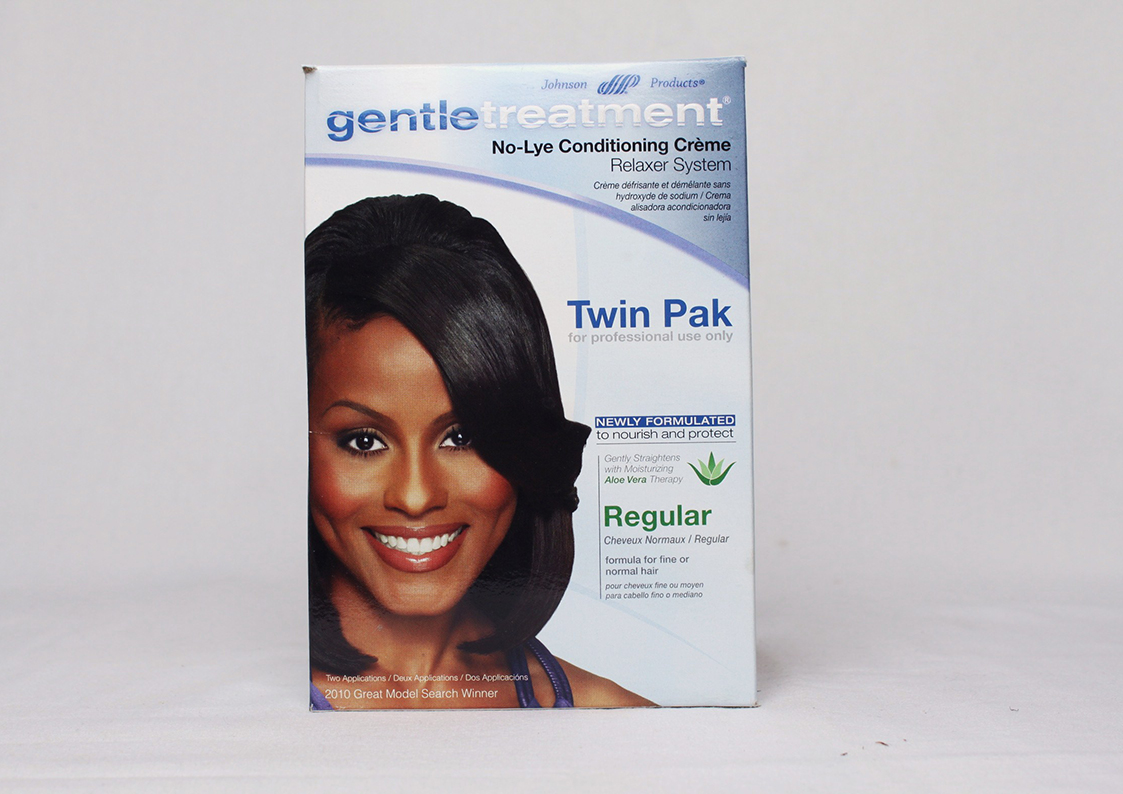 Johnson Products®
gentletreatment®
No-Lye Conditioning Crème
Relaxer System
Crème défrisante et démêlante sans
hydroxyde de sodium / Crema
alisadora acondicionadora
sin lejía
Twin Pak
for professional use only
NEWLY FORMULATED
to nourish and protect
Gently Straightens
with Moisturizing
Aloe Vera Therapy
Regular
Cheveux Normaux / Regular
formula for fine or
normal hair
pour cheveux fine ou moyen
para cabello fino o mediano
Two Applications / Deux Applications / Dos Applicacións
2010 Great Model Search Winner